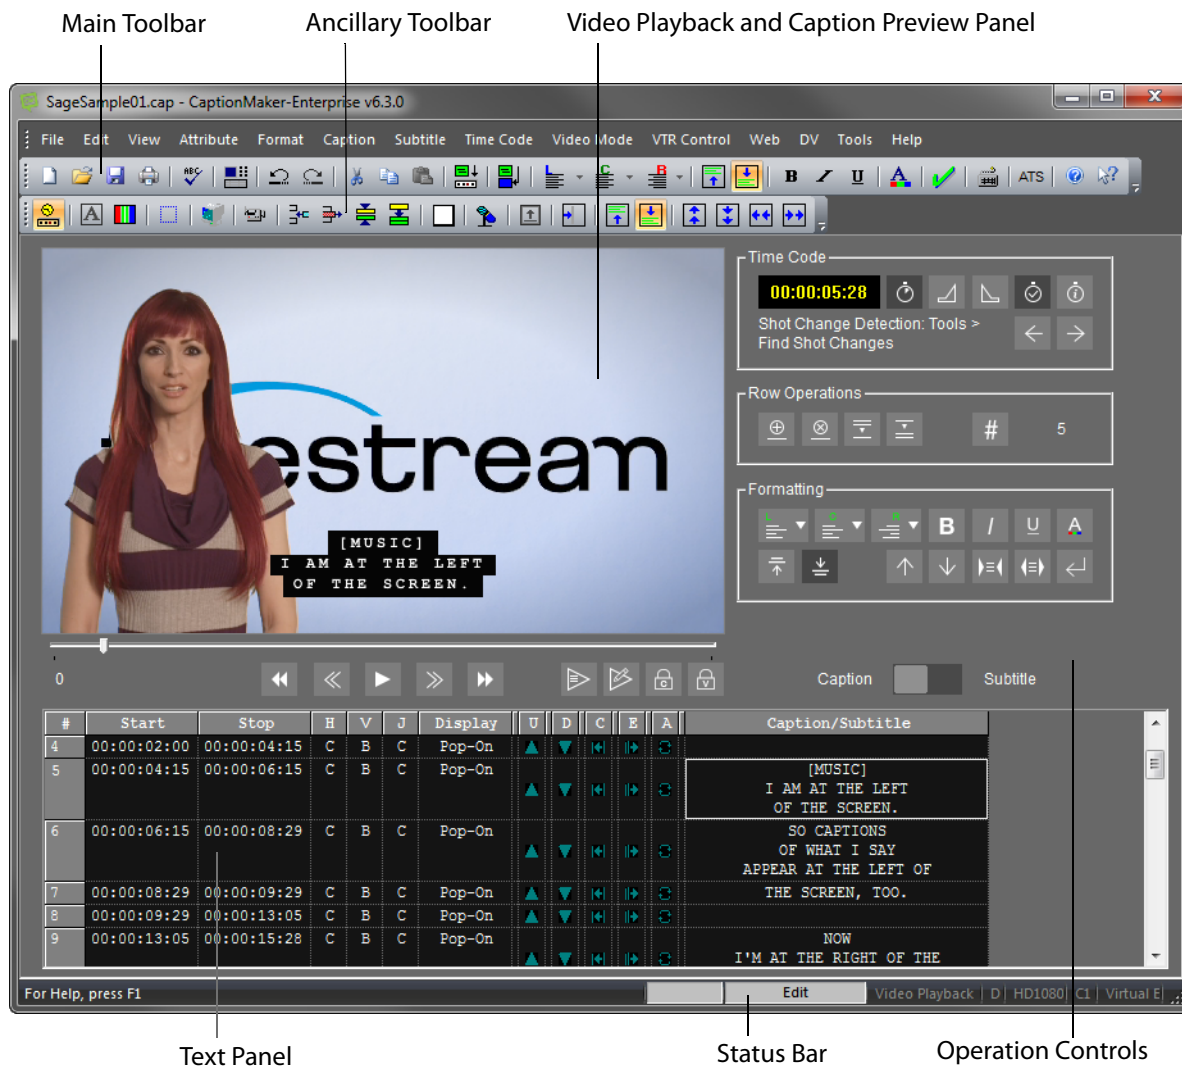 Main Toolbar
Ancillary Toolbar
Video Playback and Caption Preview Panel
SageSample01.cap - CaptionMaker-Enterprise v6.3.0
File Edit View Attribute Format Caption Subtitle Time Code Video Mode VTR Control Web DV Tools Help
ABC
L C R B U A ATS
A
Time Code
00:00:05:28
Shot Change Detection: Tools >
Find Shot Changes
Row Operations
# 5
Formatting
L C R B I U A
estream
[MUSIC]
I AM AT THE LEFT
OF THE SCREEN.
0
C V
Caption Subtitle
# Start Stop H V J Display U D C E A Caption/Subtitle
4 00:00:02:00 00:00:04:15 C B C Pop-On
5 00:00:04:15 00:00:06:15 C B C Pop-On [MUSIC]
I AM AT THE LEFT
OF THE SCREEN.
6 00:00:06:15 00:00:08:29 C B C Pop-On SO CAPTIONS
OF WHAT I SAY
APPEAR AT THE LEFT OF
7 00:00:08:29 00:00:09:29 C B C Pop-On THE SCREEN, TOO.
8 00:00:09:29 00:00:13:05 C B C Pop-On
9 00:00:13:05 00:00:15:28 C B C Pop-On NOW
I'M AT THE RIGHT OF THE
For Help, press F1
Edit Video Playback D HD1080 C1 Virtual E
Text Panel
Status Bar
Operation Controls